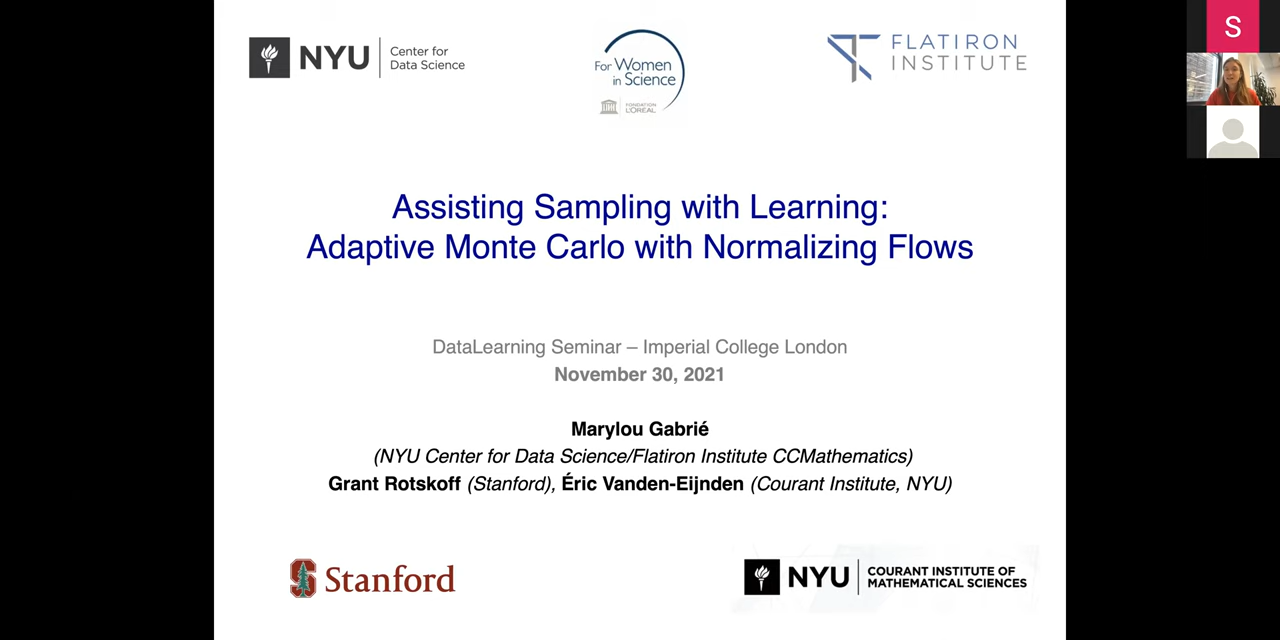 NYU
Center for
Data Science
For Women
in Science
FONDATION
L'ORÉAL
FLATIRON
INSTITUTE
S
Assisting Sampling with Learning:
Adaptive Monte Carlo with Normalizing Flows
DataLearning Seminar – Imperial College London
November 30, 2021
Marylou Gabrié
(NYU Center for Data Science/Flatiron Institute CCMathematics)
Grant Rotskoff (Stanford), Éric Vanden-Eijnden (Courant Institute, NYU)
S Stanford
NYU
COURANT INSTITUTE OF
MATHEMATICAL SCIENCES